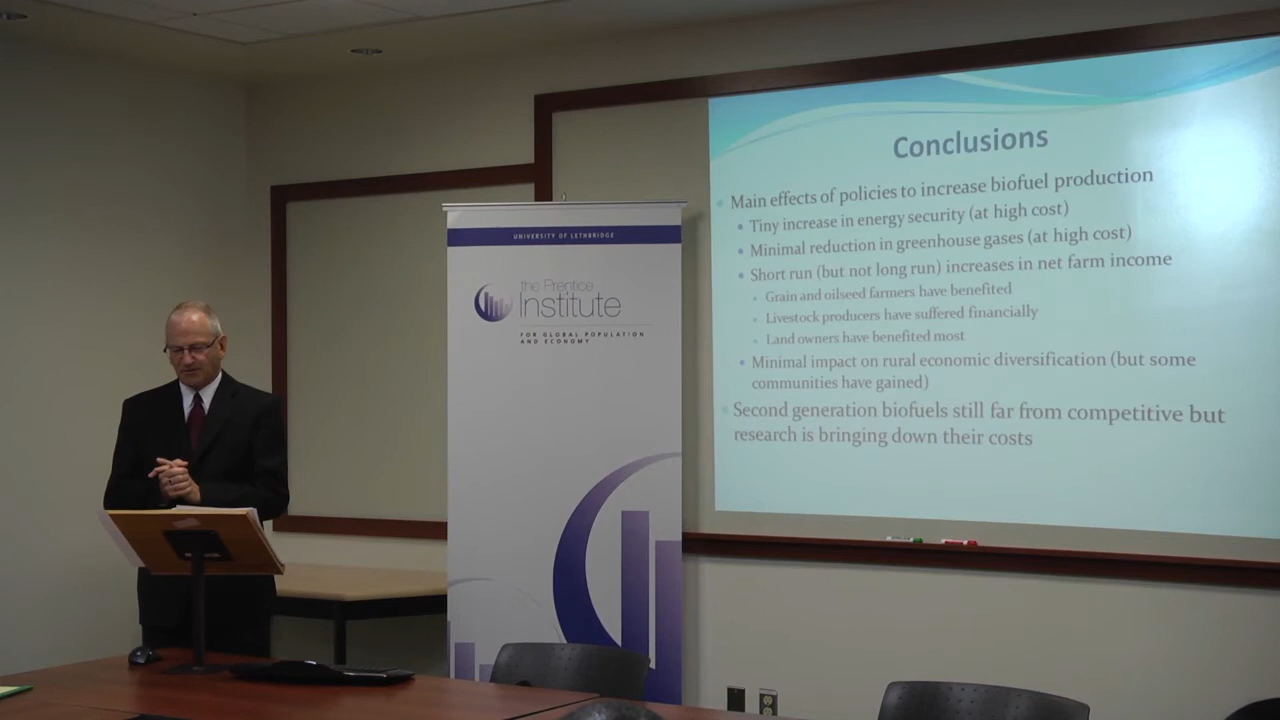 UNIVERSITY OF LETHBRIDGE
the Prentice
Institute
FOR GLOBAL POPULATION
AND ECONOMY
Conclusions
Main effects of policies to increase biofuel production
Tiny increase in energy security (at high cost)
Minimal reduction in greenhouse gases (at high cost)
Short run (but not long run) increases in net farm income
Grain and oilseed farmers have benefited
Livestock producers have suffered financially
Land owners have benefited most
Minimal impact on rural economic diversification (but some
communities have gained)
Second generation biofuels still far from competitive but
research is bringing down their costs